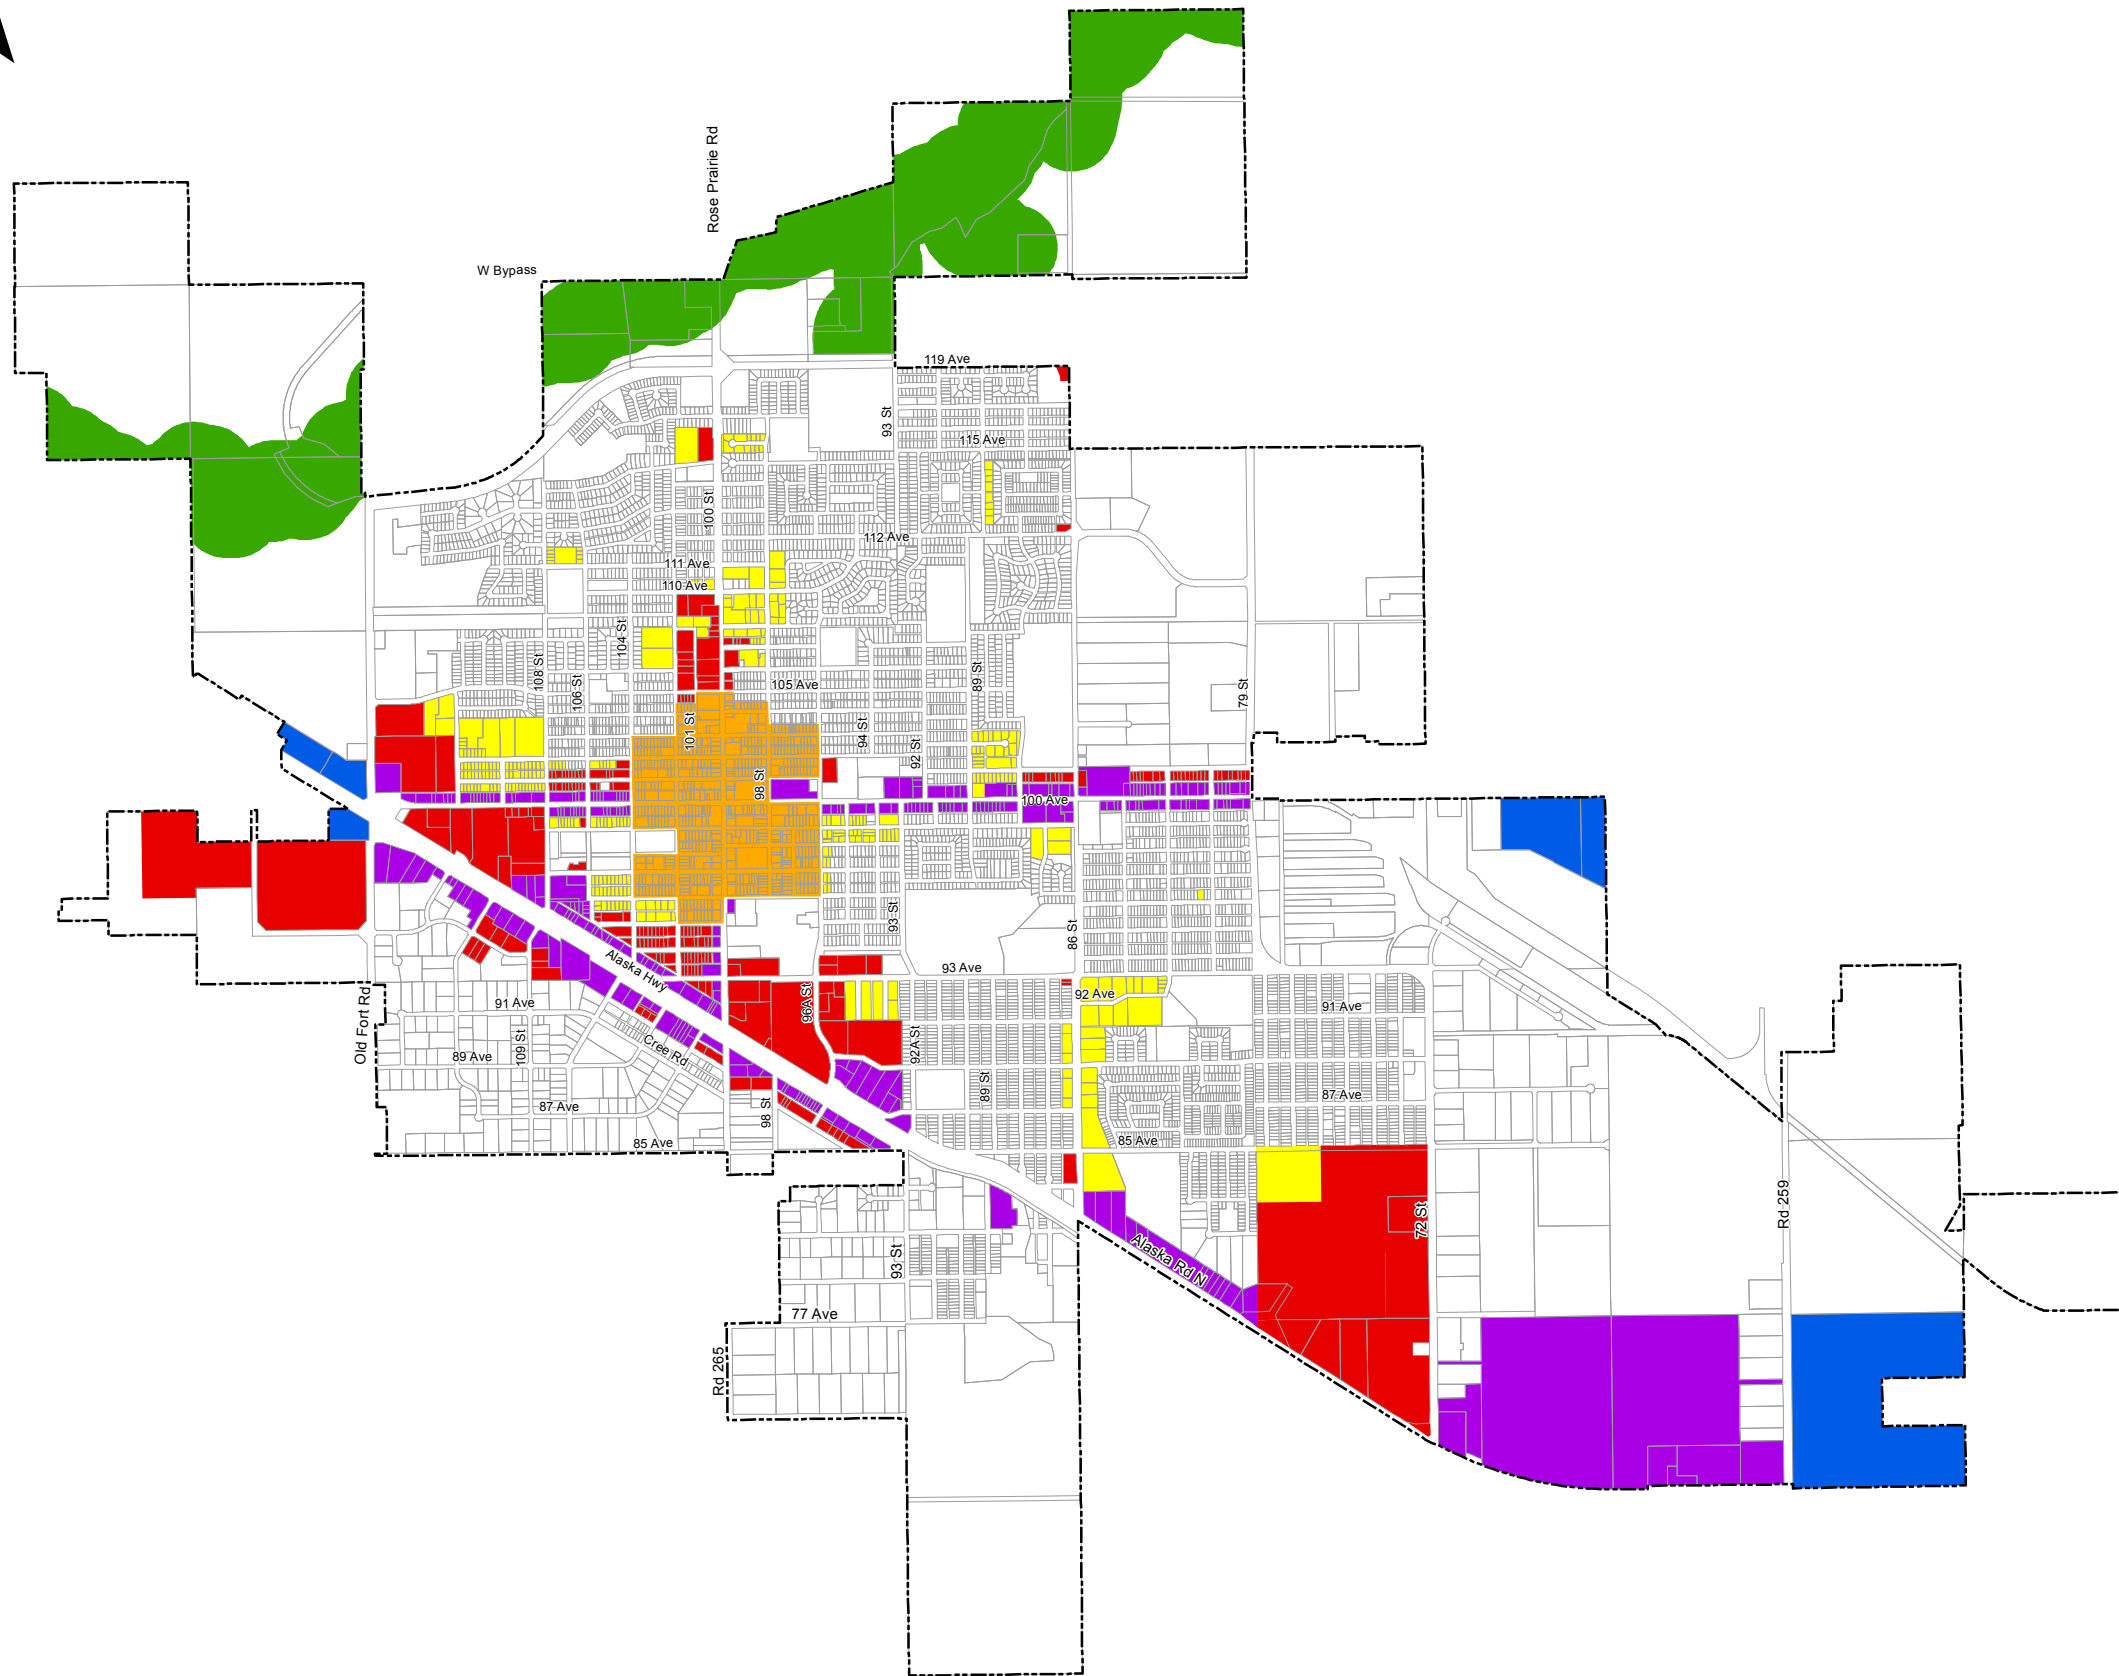 Rose Prairie Rd
W Bypass
119 Ave
93 St
115 Ave
100 St
112 Ave
111 Ave
110 Ave
104 St
108 St
106 St
105 Ave
89 St
79 St
101 St
94 St
92 St
98 St
100 Ave
93 St
86 St
93 Ave
Alaska Hwy
Old Fort Rd
91 Ave
96A St
92 Ave
91 Ave
109 St
89 Ave
Cree Rd
92A St
89 St
87 Ave
87 Ave
98 St
85 Ave
85 Ave
72 St
Rd 259
93 St
Alaska Rd N
77 Ave
Rd 265